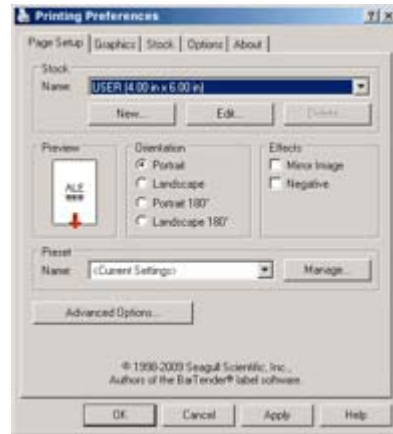 Printing Preferences
Page Setup Graphics Stock Options About
Stock
Name: USER (4.00 in x 6.00 in)
New... Edit... Delete...
Preview
Orientation
Effects
Portrait
Mirror Image
Landscape
Negative
Portrait 180°
Landscape 180°
Preset
Name: <Current Settings> Manage...
Advanced Options...
© 1998-2009 Seagull Scientific, Inc.,
Authors of the BarTender® label software.
OK Cancel Apply Help